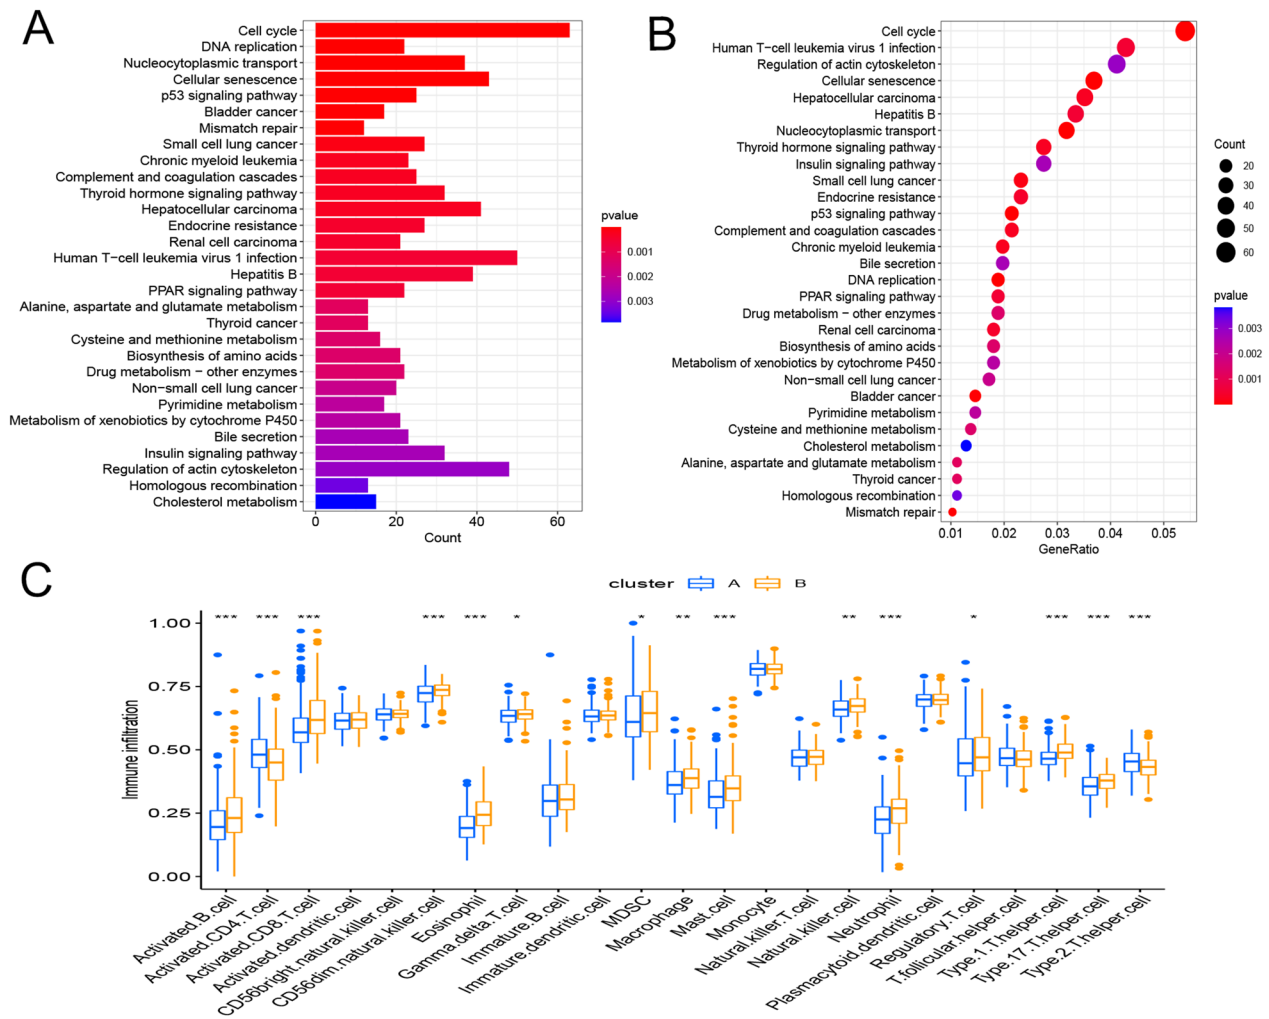 A
Cell cycle
DNA replication
Nucleocytoplasmic transport
Cellular senescence
p53 signaling pathway
Bladder cancer
Mismatch repair
Small cell lung cancer
Chronic myeloid leukemia
Complement and coagulation cascades
Thyroid hormone signaling pathway
Hepatocellular carcinoma
Endocrine resistance
Renal cell carcinoma
Human T−cell leukemia virus 1 infection
Hepatitis B
PPAR signaling pathway
Alanine, aspartate and glutamate metabolism
Thyroid cancer
Cysteine and methionine metabolism
Biosynthesis of amino acids
Drug metabolism − other enzymes
Non−small cell lung cancer
Pyrimidine metabolism
Metabolism of xenobiotics by cytochrome P450
Bile secretion
Insulin signaling pathway
Regulation of actin cytoskeleton
Homologous recombination
Cholesterol metabolism
0 20 40 60
Count
pvalue
0.001
0.002
0.003
B
Cell cycle
Human T−cell leukemia virus 1 infection
Regulation of actin cytoskeleton
Cellular senescence
Hepatocellular carcinoma
Hepatitis B
Nucleocytoplasmic transport
Thyroid hormone signaling pathway
Insulin signaling pathway
Small cell lung cancer
Endocrine resistance
p53 signaling pathway
Complement and coagulation cascades
Chronic myeloid leukemia
Bile secretion
DNA replication
PPAR signaling pathway
Drug metabolism − other enzymes
Renal cell carcinoma
Biosynthesis of amino acids
Metabolism of xenobiotics by cytochrome P450
Non−small cell lung cancer
Bladder cancer
Pyrimidine metabolism
Cysteine and methionine metabolism
Cholesterol metabolism
Alanine, aspartate and glutamate metabolism
Thyroid cancer
Homologous recombination
Mismatch repair
0.01 0.02 0.03 0.04 0.05
GeneRatio
Count
20
30
40
50
60
pvalue
0.003
0.002
0.001
C
cluster A B
*** *** *** *** *** * * ** *** ** *** * *** *** ***
1.00
0.75
0.50
0.25
0.00
Immune infiltration
Activated.B.cell
Activated.CD4.T.cell
Activated.CD8.T.cell
Activated.dendritic.cell
CD56bright.natural.killer.cell
CD56dim.natural.killer.cell
Eosinophil
Gamma.delta.T.cell
Immature.B.cell
Immature.dendritic.cell
MDSC
Macrophage
Mast.cell
Monocyte
Natural.killer.T.cell
Natural.killer.cell
Neutrophil
Plasmacytoid.dendritic.cell
Regulatory.T.cell
T.follicular.helper.cell
Type.1.T.helper.cell
Type.17.T.helper.cell
Type.2.T.helper.cell